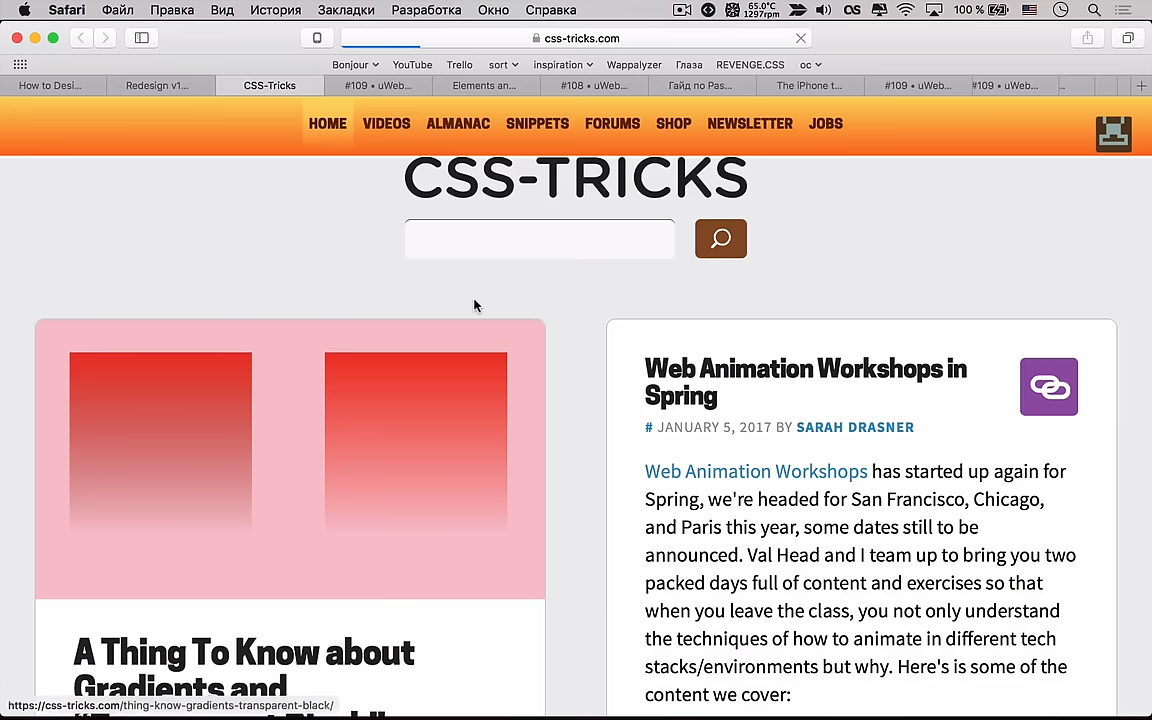 Safari Файл Правка Вид История Закладки Разработка Окно Справка 65.0°C 1297rpm 100 %
css-tricks.com
Bonjour YouTube Trello sort inspiration Wappalyzer Глаза REVENGE.CSS ос
How to Desi... Redesign v1... CSS-Tricks #109 • uWeb... Elements an... #108 • uWeb... Гайд по Pas... The iPhone t... #109 • uWeb... #109 • uWeb... ...
HOME VIDEOS ALMANAC SNIPPETS FORUMS SHOP NEWSLETTER JOBS
CSS-TRICKS
A Thing To Know about
Gradients and
Web Animation Workshops in
Spring
# JANUARY 5, 2017 BY SARAH DRASNER
Web Animation Workshops has started up again for
Spring, we're headed for San Francisco, Chicago,
and Paris this year, some dates still to be
announced. Val Head and I team up to bring you two
packed days full of content and exercises so that
when you leave the class, you not only understand
the techniques of how to animate in different tech
stacks/environments but why. Here's is some of the
content we cover:
https://css-tricks.com/thing-know-gradients-transparent-black/